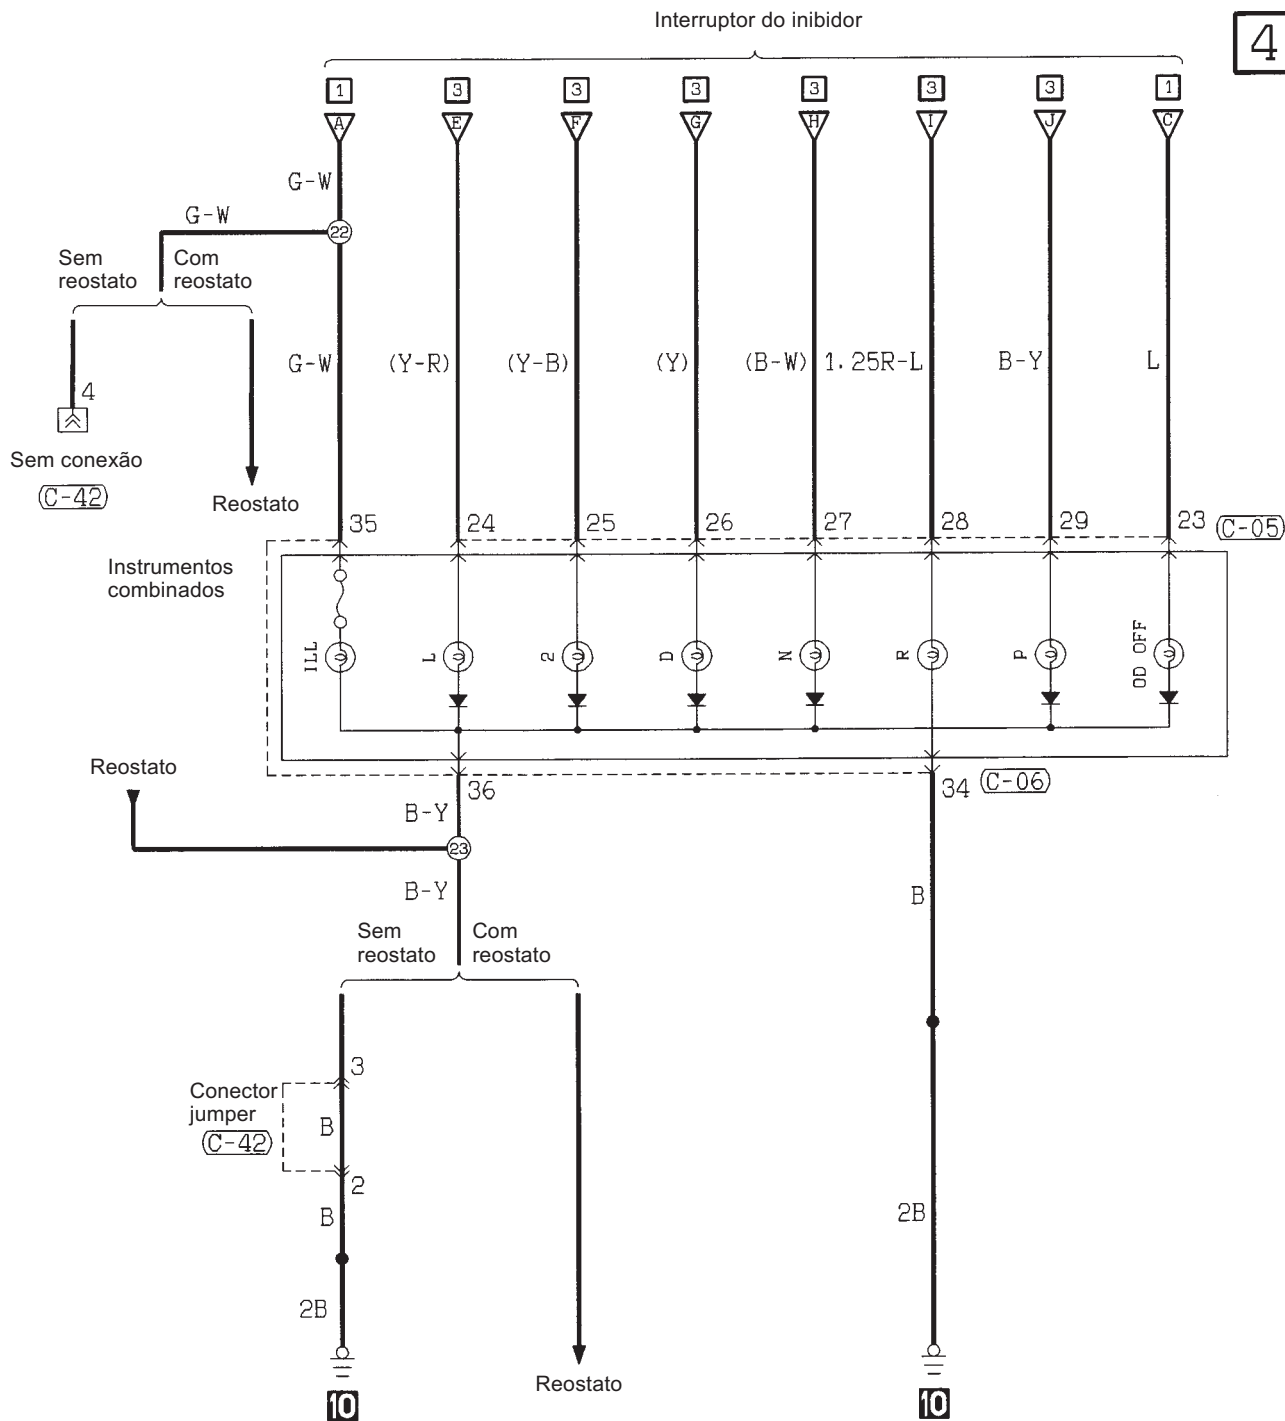 Interruptor do inibidor
4
1 3 3 3 3 3 3 1
A E F G H I J C
G-W
G-W
22
Sem
reostato
Com
reostato
G-W (Y-R) (Y-B) (Y) (B-W) 1.25R-L B-Y L
4
Sem conexão
(C-42)
Reostato
35 24 25 26 27 28 29 23 (C-05)
Instrumentos
combinados
ILL L 2 D N R P OD OFF
Reostato
36
34 (C-06)
B-Y
23
B-Y
B
Sem
reostato
Com
reostato
3
Conector
jumper
(C-42)
B
2
B
2B
2B
Reostato
10
10